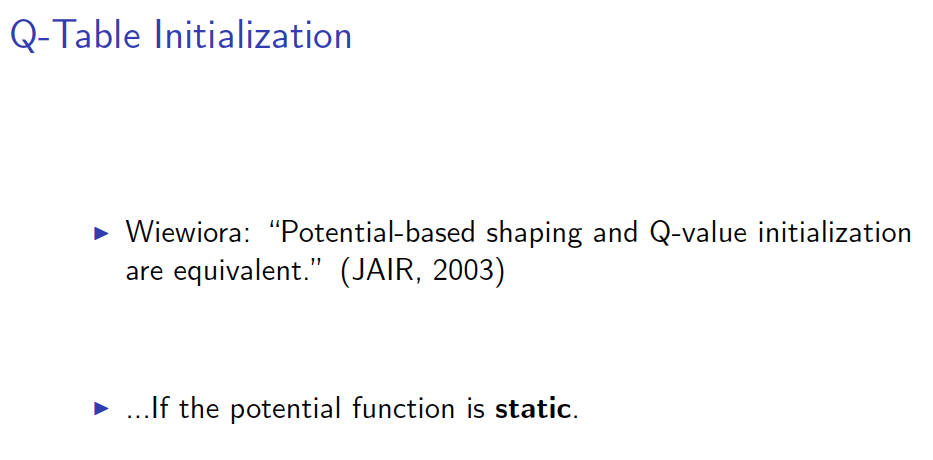 Q-Table Initialization
▶ Wiewiora: “Potential-based shaping and Q-value initialization
are equivalent.” (JAIR, 2003)
▶ ...If the potential function is static.